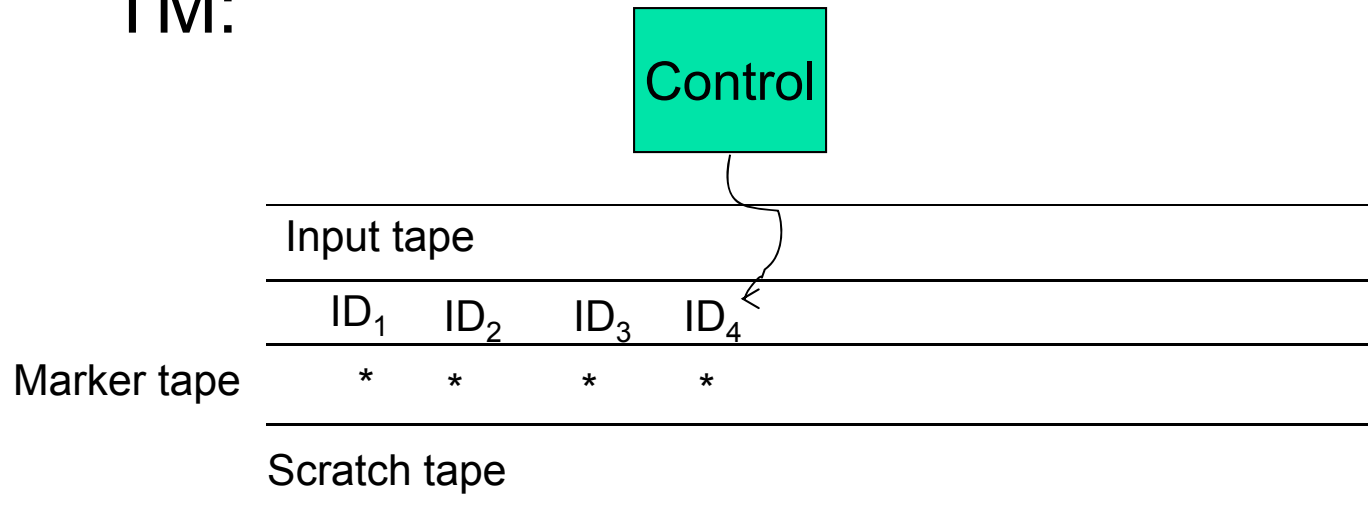 TM:
Control
Input tape
ID₁ ID₂ ID₃ ID₄
Marker tape * * * *
Scratch tape